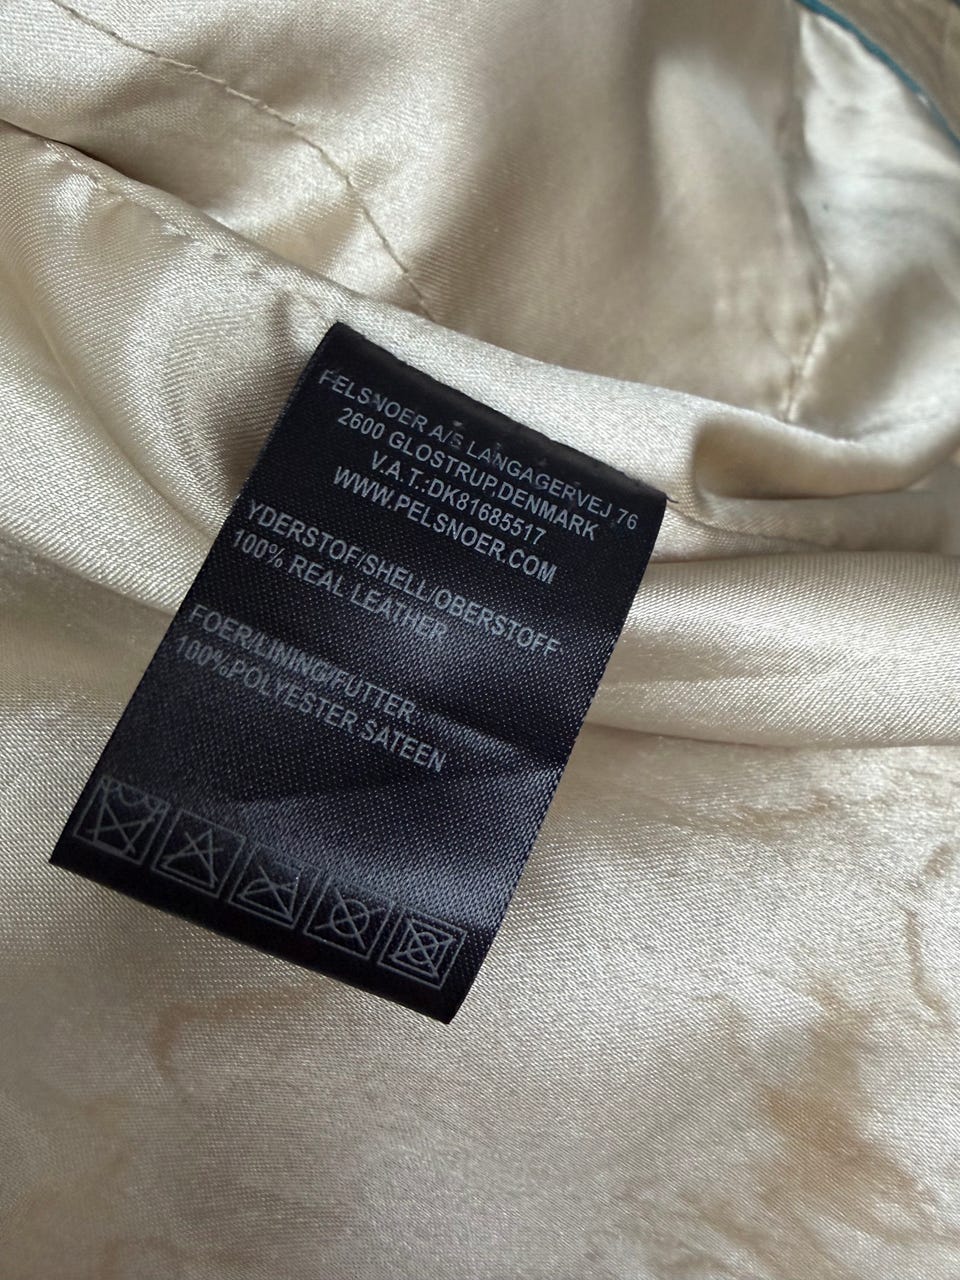 PELSNOER A/S LANGAGERVEJ 76
2600 GLOSTRUP,DENMARK
V.A.T.:DK81685517
WWW.PELSNOER.COM
YDERSTOF/SHELL/OBERSTOFF
100% REAL LEATHER
FOER/LINING/FUTTER
100%POLYESTER SATEEN